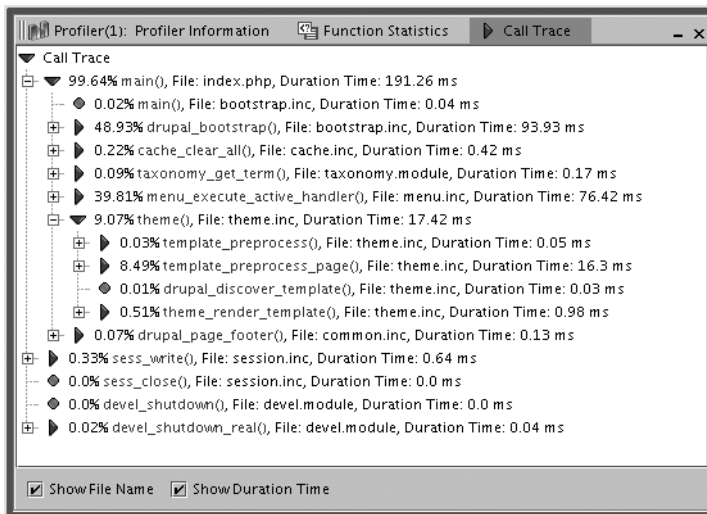 Profiler(1): Profiler Information Function Statistics Call Trace
Call Trace
99.64% main(), File: index.php, Duration Time: 191.26 ms
0.02% main(), File: bootstrap.inc, Duration Time: 0.04 ms
48.93% drupal_bootstrap(), File: bootstrap.inc, Duration Time: 93.93 ms
0.22% cache_clear_all(), File: cache.inc, Duration Time: 0.42 ms
0.09% taxonomy_get_term(), File: taxonomy.module, Duration Time: 0.17 ms
39.81% menu_execute_active_handler(), File: menu.inc, Duration Time: 76.42 ms
9.07% theme(), File: theme.inc, Duration Time: 17.42 ms
0.03% template_preprocess(), File: theme.inc, Duration Time: 0.05 ms
8.49% template_preprocess_page(), File: theme.inc, Duration Time: 16.3 ms
0.01% drupal_discover_template(), File: theme.inc, Duration Time: 0.03 ms
0.51% theme_render_template(), File: theme.inc, Duration Time: 0.98 ms
0.07% drupal_page_footer(), File: common.inc, Duration Time: 0.13 ms
0.33% sess_write(), File: session.inc, Duration Time: 0.64 ms
0.0% sess_close(), File: session.inc, Duration Time: 0.0 ms
0.0% devel_shutdown(), File: devel.module, Duration Time: 0.0 ms
0.02% devel_shutdown_real(), File: devel.module, Duration Time: 0.04 ms
Show File Name Show Duration Time